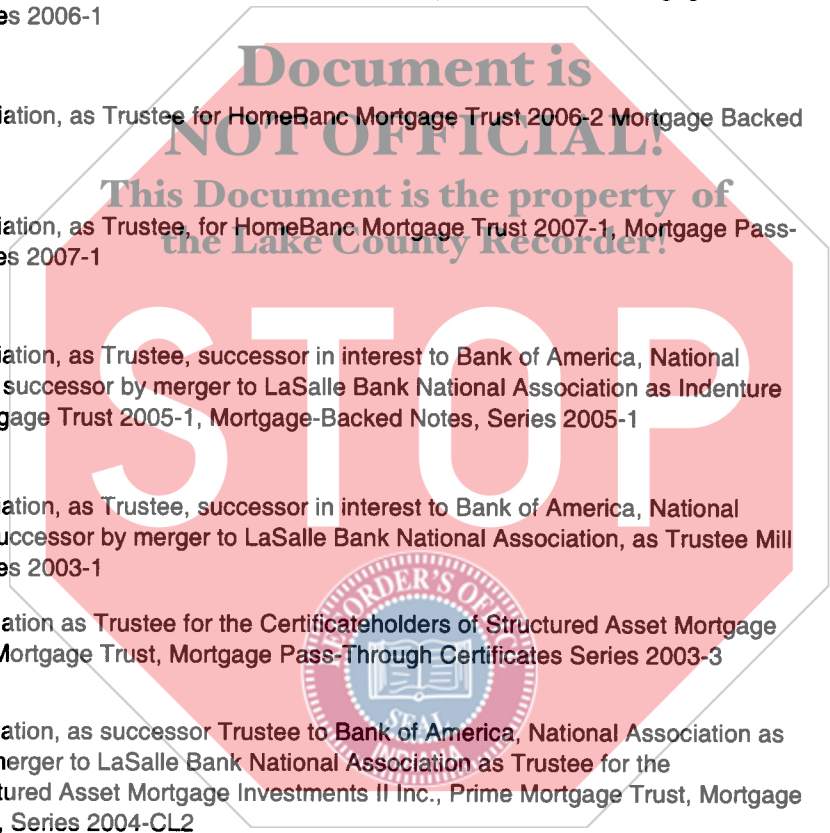 es 2006-1
Document is
iation, as Trustee for HomeBanc Mortgage Trust 2006-2 Mortgage Backed
NOT OFFICIAL!
This Document is the property of
iation, as Trustee, for HomeBanc Mortgage Trust 2007-1, Mortgage Pass-
the Lake County Recorder!
es 2007-1
STOP
iation, as Trustee, successor in interest to Bank of America, National
successor by merger to LaSalle Bank National Association as Indenture
gage Trust 2005-1, Mortgage-Backed Notes, Series 2005-1
iation, as Trustee, successor in interest to Bank of America, National
uccessor by merger to LaSalle Bank National Association, as Trustee Mill
es 2003-1
RECORDER'S OFFICE
ation as Trustee for the Certificateholders of Structured Asset Mortgage
Mortgage Trust, Mortgage Pass-Through Certificates Series 2003-3
SEAL
ation, as successor Trustee to Bank of America, National Association as
INDIANA
nerger to LaSalle Bank National Association as Trustee for the
tured Asset Mortgage Investments II Inc., Prime Mortgage Trust, Mortgage
, Series 2004-CL2